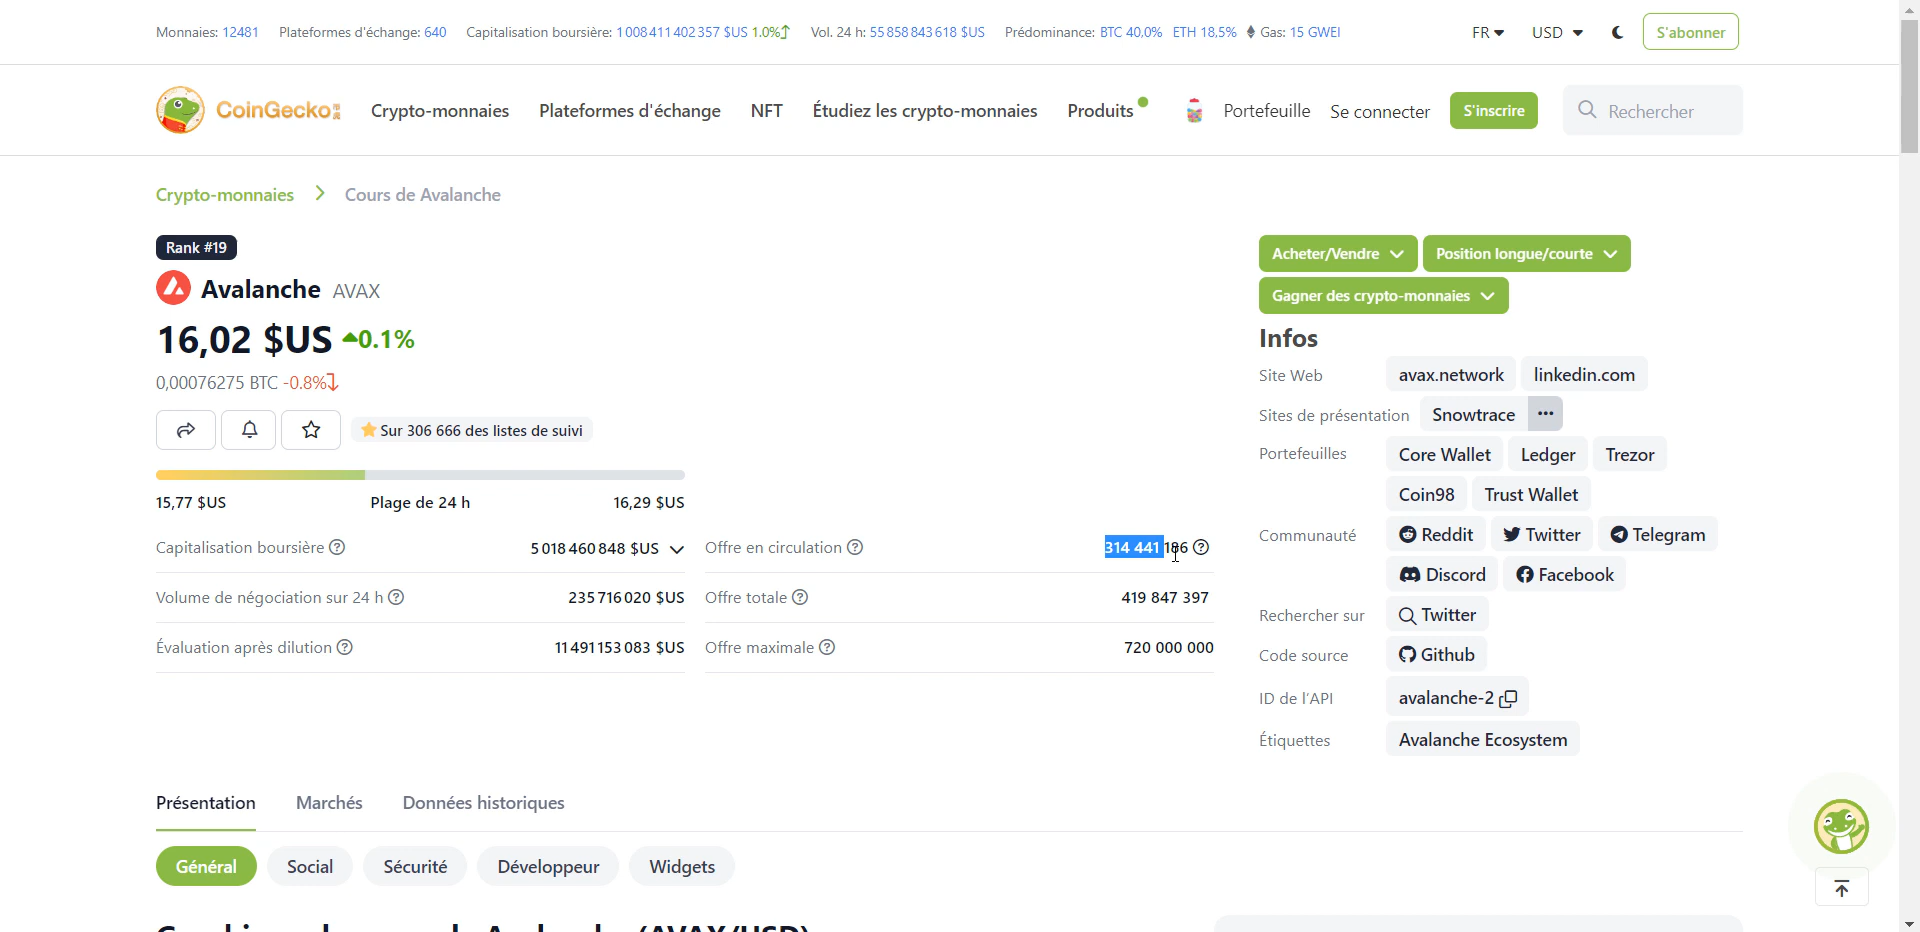 Monnaies: 12481 Plateformes d'échange: 640 Capitalisation boursière: 1 008 411 402 357 $US 1.0% Vol. 24 h: 55 858 843 618 $US Prédominance: BTC 40,0% ETH 18,5% Gas: 15 GWEI FR USD S'abonner
CoinGecko Crypto-monnaies Plateformes d'échange NFT Étudiez les crypto-monnaies Produits Portefeuille Se connecter S'inscrire Rechercher
Crypto-monnaies Cours de Avalanche
Rank #19
Avalanche AVAX
16,02 $US 0.1%
0,00076275 BTC -0.8%
Sur 306 666 des listes de suivi
15,77 $US Plage de 24 h 16,29 $US
Capitalisation boursière 5 018 460 848 $US
Volume de négociation sur 24 h 235 716 020 $US
Évaluation après dilution 11 491 153 083 $US
Offre en circulation 314 441 186
Offre totale 419 847 397
Offre maximale 720 000 000
Acheter/Vendre Position longue/courte
Gagner des crypto-monnaies
Infos
Site Web avax.network linkedin.com
Sites de présentation Snowtrace ···
Portefeuilles Core Wallet Ledger Trezor
Coin98 Trust Wallet
Communauté Reddit Twitter Telegram
Discord Facebook
Rechercher sur Twitter
Code source Github
ID de l'API avalanche-2
Étiquettes Avalanche Ecosystem
Présentation Marchés Données historiques
Général Social Sécurité Développeur Widgets